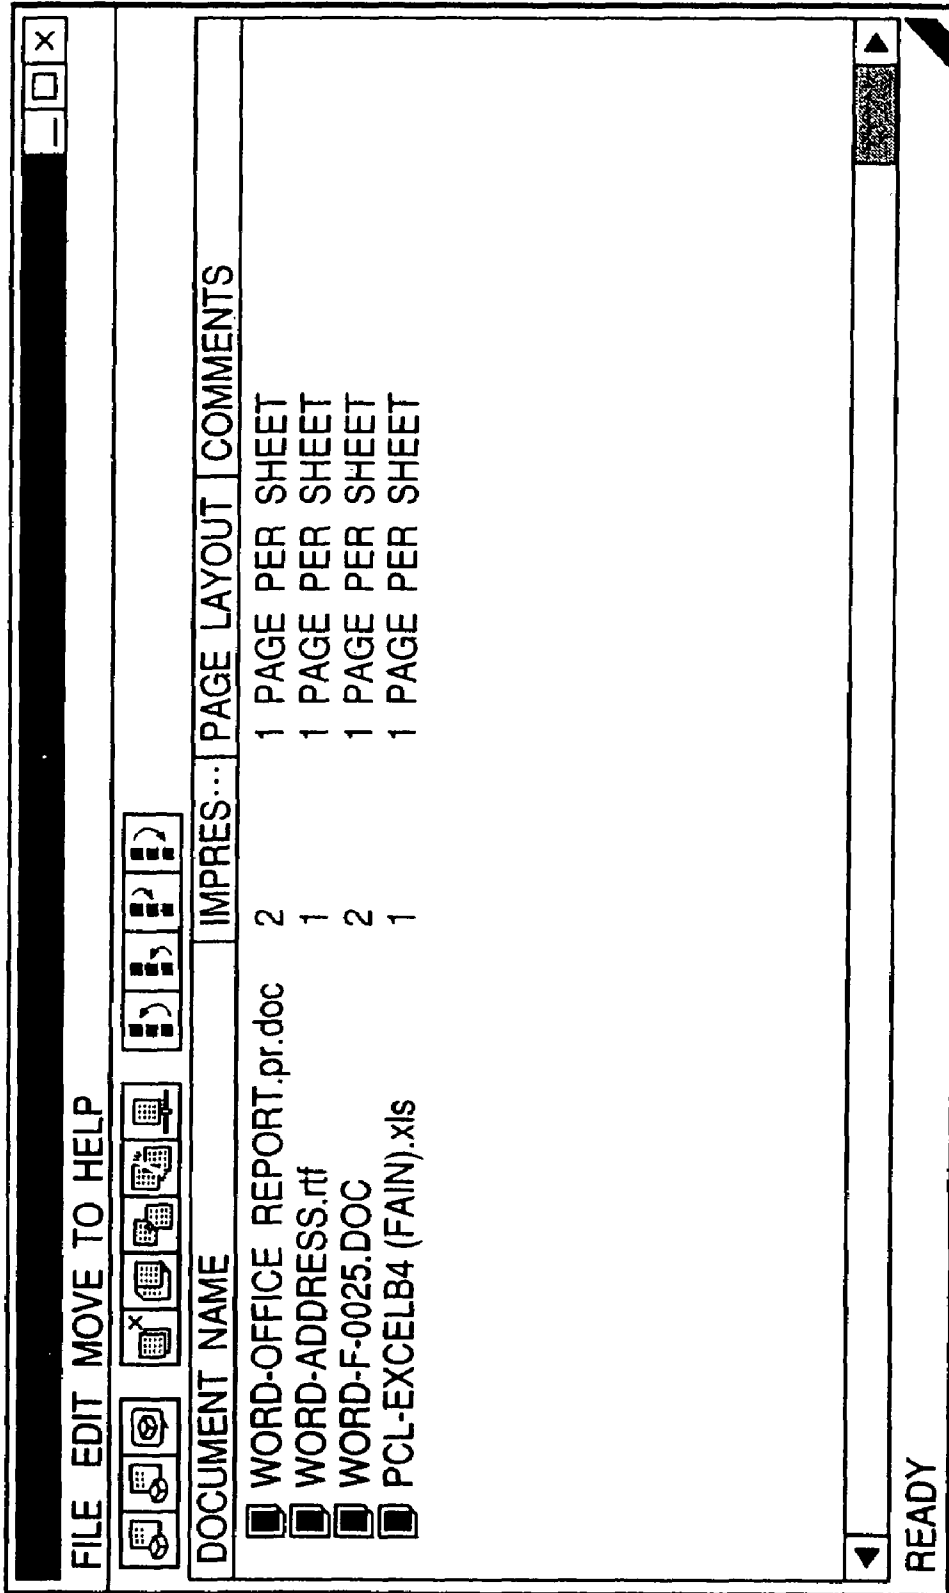 FILE EDIT MOVE TO HELP
DOCUMENT NAME IMPRES… PAGE LAYOUT COMMENTS
WORD-OFFICE REPORT.pr.doc 2 1 PAGE PER SHEET
WORD-ADDRESS.rtf 1 1 PAGE PER SHEET
WORD-F-0025.DOC 2 1 PAGE PER SHEET
PCL-EXCELB4 (FAIN).xls 1 1 PAGE PER SHEET
READY